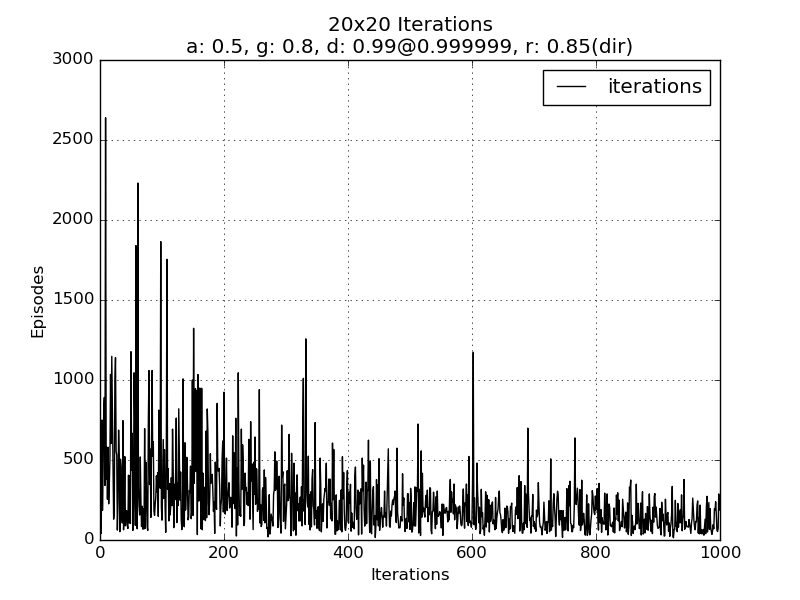 20x20 Iterations
a: 0.5, g: 0.8, d: 0.99@0.999999, r: 0.85(dir)
iterations
3000
2500
2000
1500
1000
500
0
Episodes
0 200 400 600 800 1000
Iterations